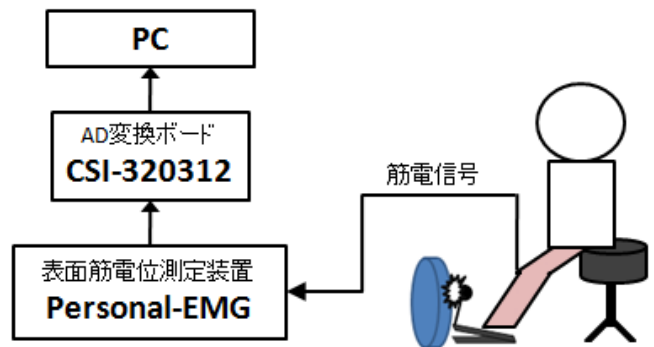 PC
AD変換ボード
CSI-320312
筋電信号
表面筋電位測定装置
Personal-EMG